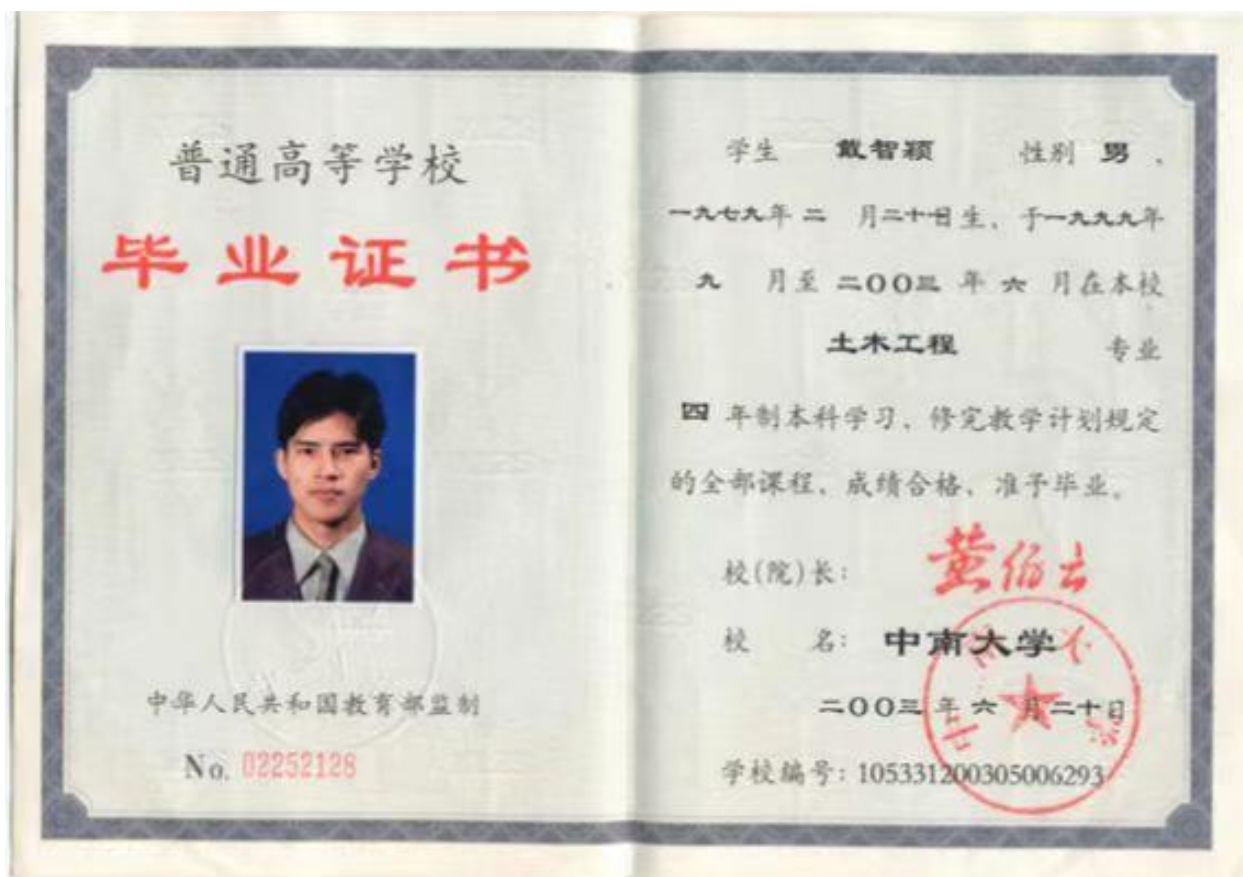 普通高等学校
毕业证书
中华人民共和国教育部监制
No. 02252128
学生 戴智颖 性别 男，
一九七九年 二 月二十日生，于一九九九年
九 月至 二〇〇三 年 六 月在本校
土木工程 专业
四 年制本科学习，修完教学计划规定
的全部课程，成绩合格，准予毕业。
校(院)长: 黄伯云
校 名: 中南大学
二〇〇三 年 六 月二十日
学校编号: 105331200305006293